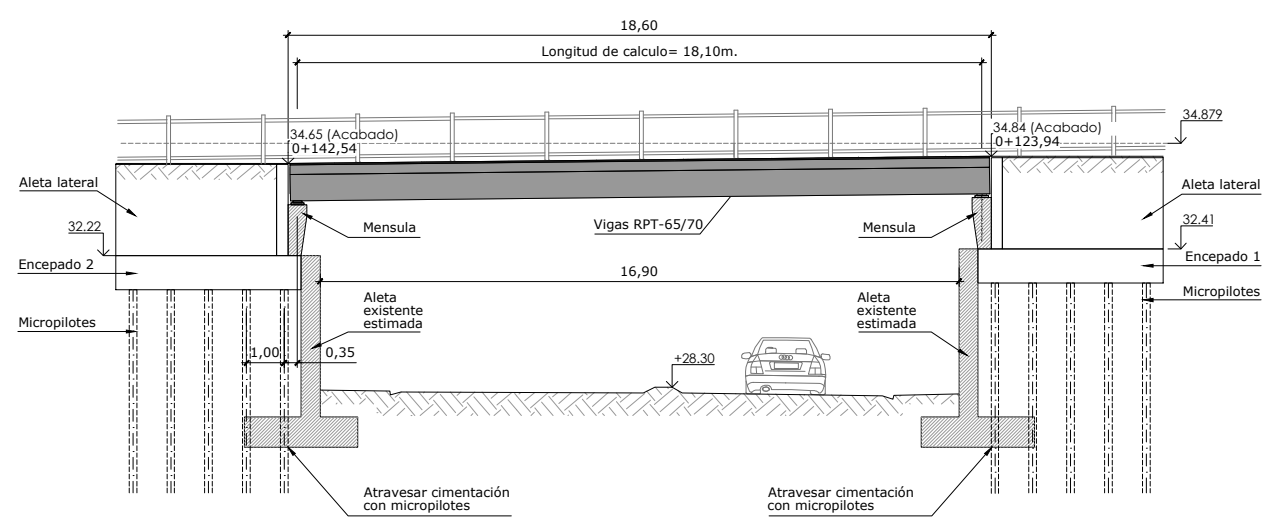 18,60
Longitud de calculo= 18,10m.
34.65 (Acabado)
0+142,54
34.84 (Acabado)
0+123,94
34.879
Aleta lateral
Aleta lateral
32.22
Mensula
Vigas RPT-65/70
Mensula
32.41
Encepado 2
16,90
Encepado 1
Aleta
existente
estimada
Aleta
existente
estimada
Micropilotes
Micropilotes
1,00
0,35
+28.30
Atravesar cimentación
con micropilotes
Atravesar cimentación
con micropilotes